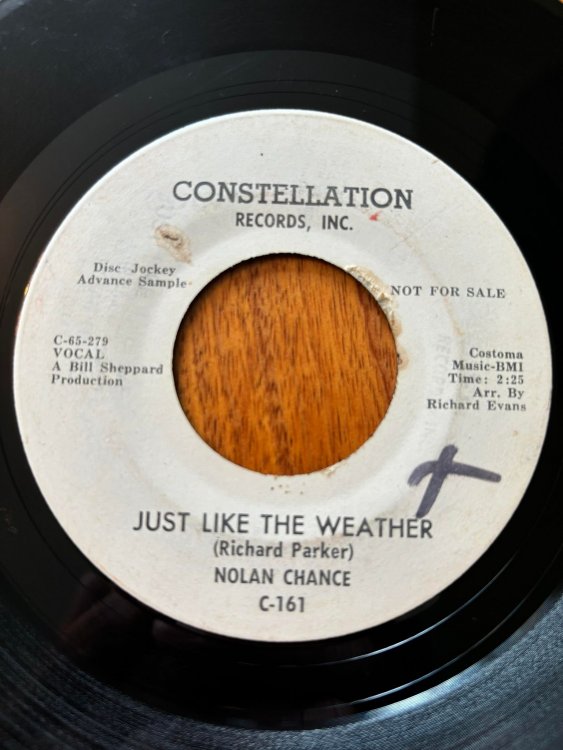 CONSTELLATION
RECORDS, INC.
Disc Jockey
Advance Sample
NOT FOR SALE
C-65-279
VOCAL
A Bill Sheppard
Production
Costoma
Music-BMI
Time: 2:25
Arr. By
Richard Evans
JUST LIKE THE WEATHER
(Richard Parker)
NOLAN CHANCE
C-161